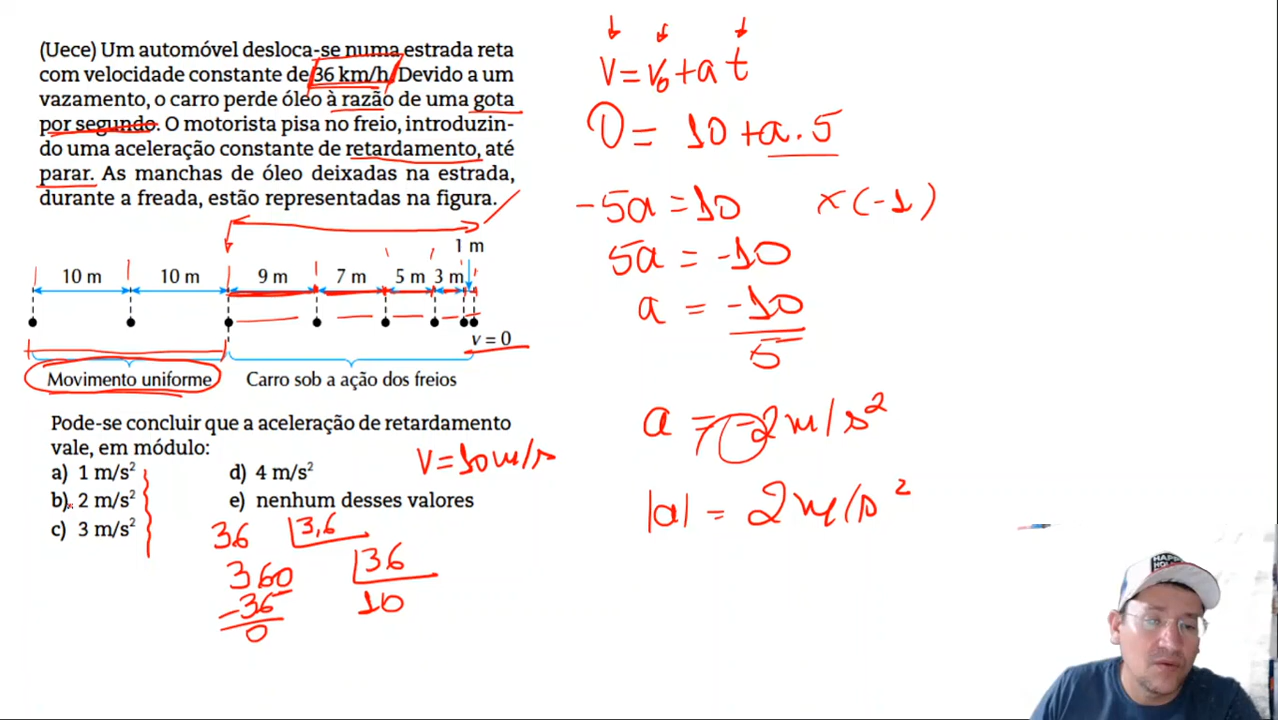 (Uece) Um automóvel desloca-se numa estrada reta
com velocidade constante de 36 km/h. Devido a um
vazamento, o carro perde óleo à razão de uma gota
por segundo. O motorista pisa no freio, introduzin-
do uma aceleração constante de retardamento, até
parar. As manchas de óleo deixadas na estrada,
durante a freada, estão representadas na figura.
1 m
10 m 10 m 9 m 7 m 5 m 3 m
v = 0
Movimento uniforme Carro sob a ação dos freios
Pode-se concluir que a aceleração de retardamento
vale, em módulo:
a) 1 m/s²
b) 2 m/s²
c) 3 m/s²
d) 4 m/s²
e) nenhum desses valores
V=10m/s
36 3,6
360 36
-36 10
0
V=V₀+at
0= 10+a.5
-5a=10 x(-1)
5a = -10
a = -10
5
a = -2m/s²
|a| = 2m/s²
HAPPY